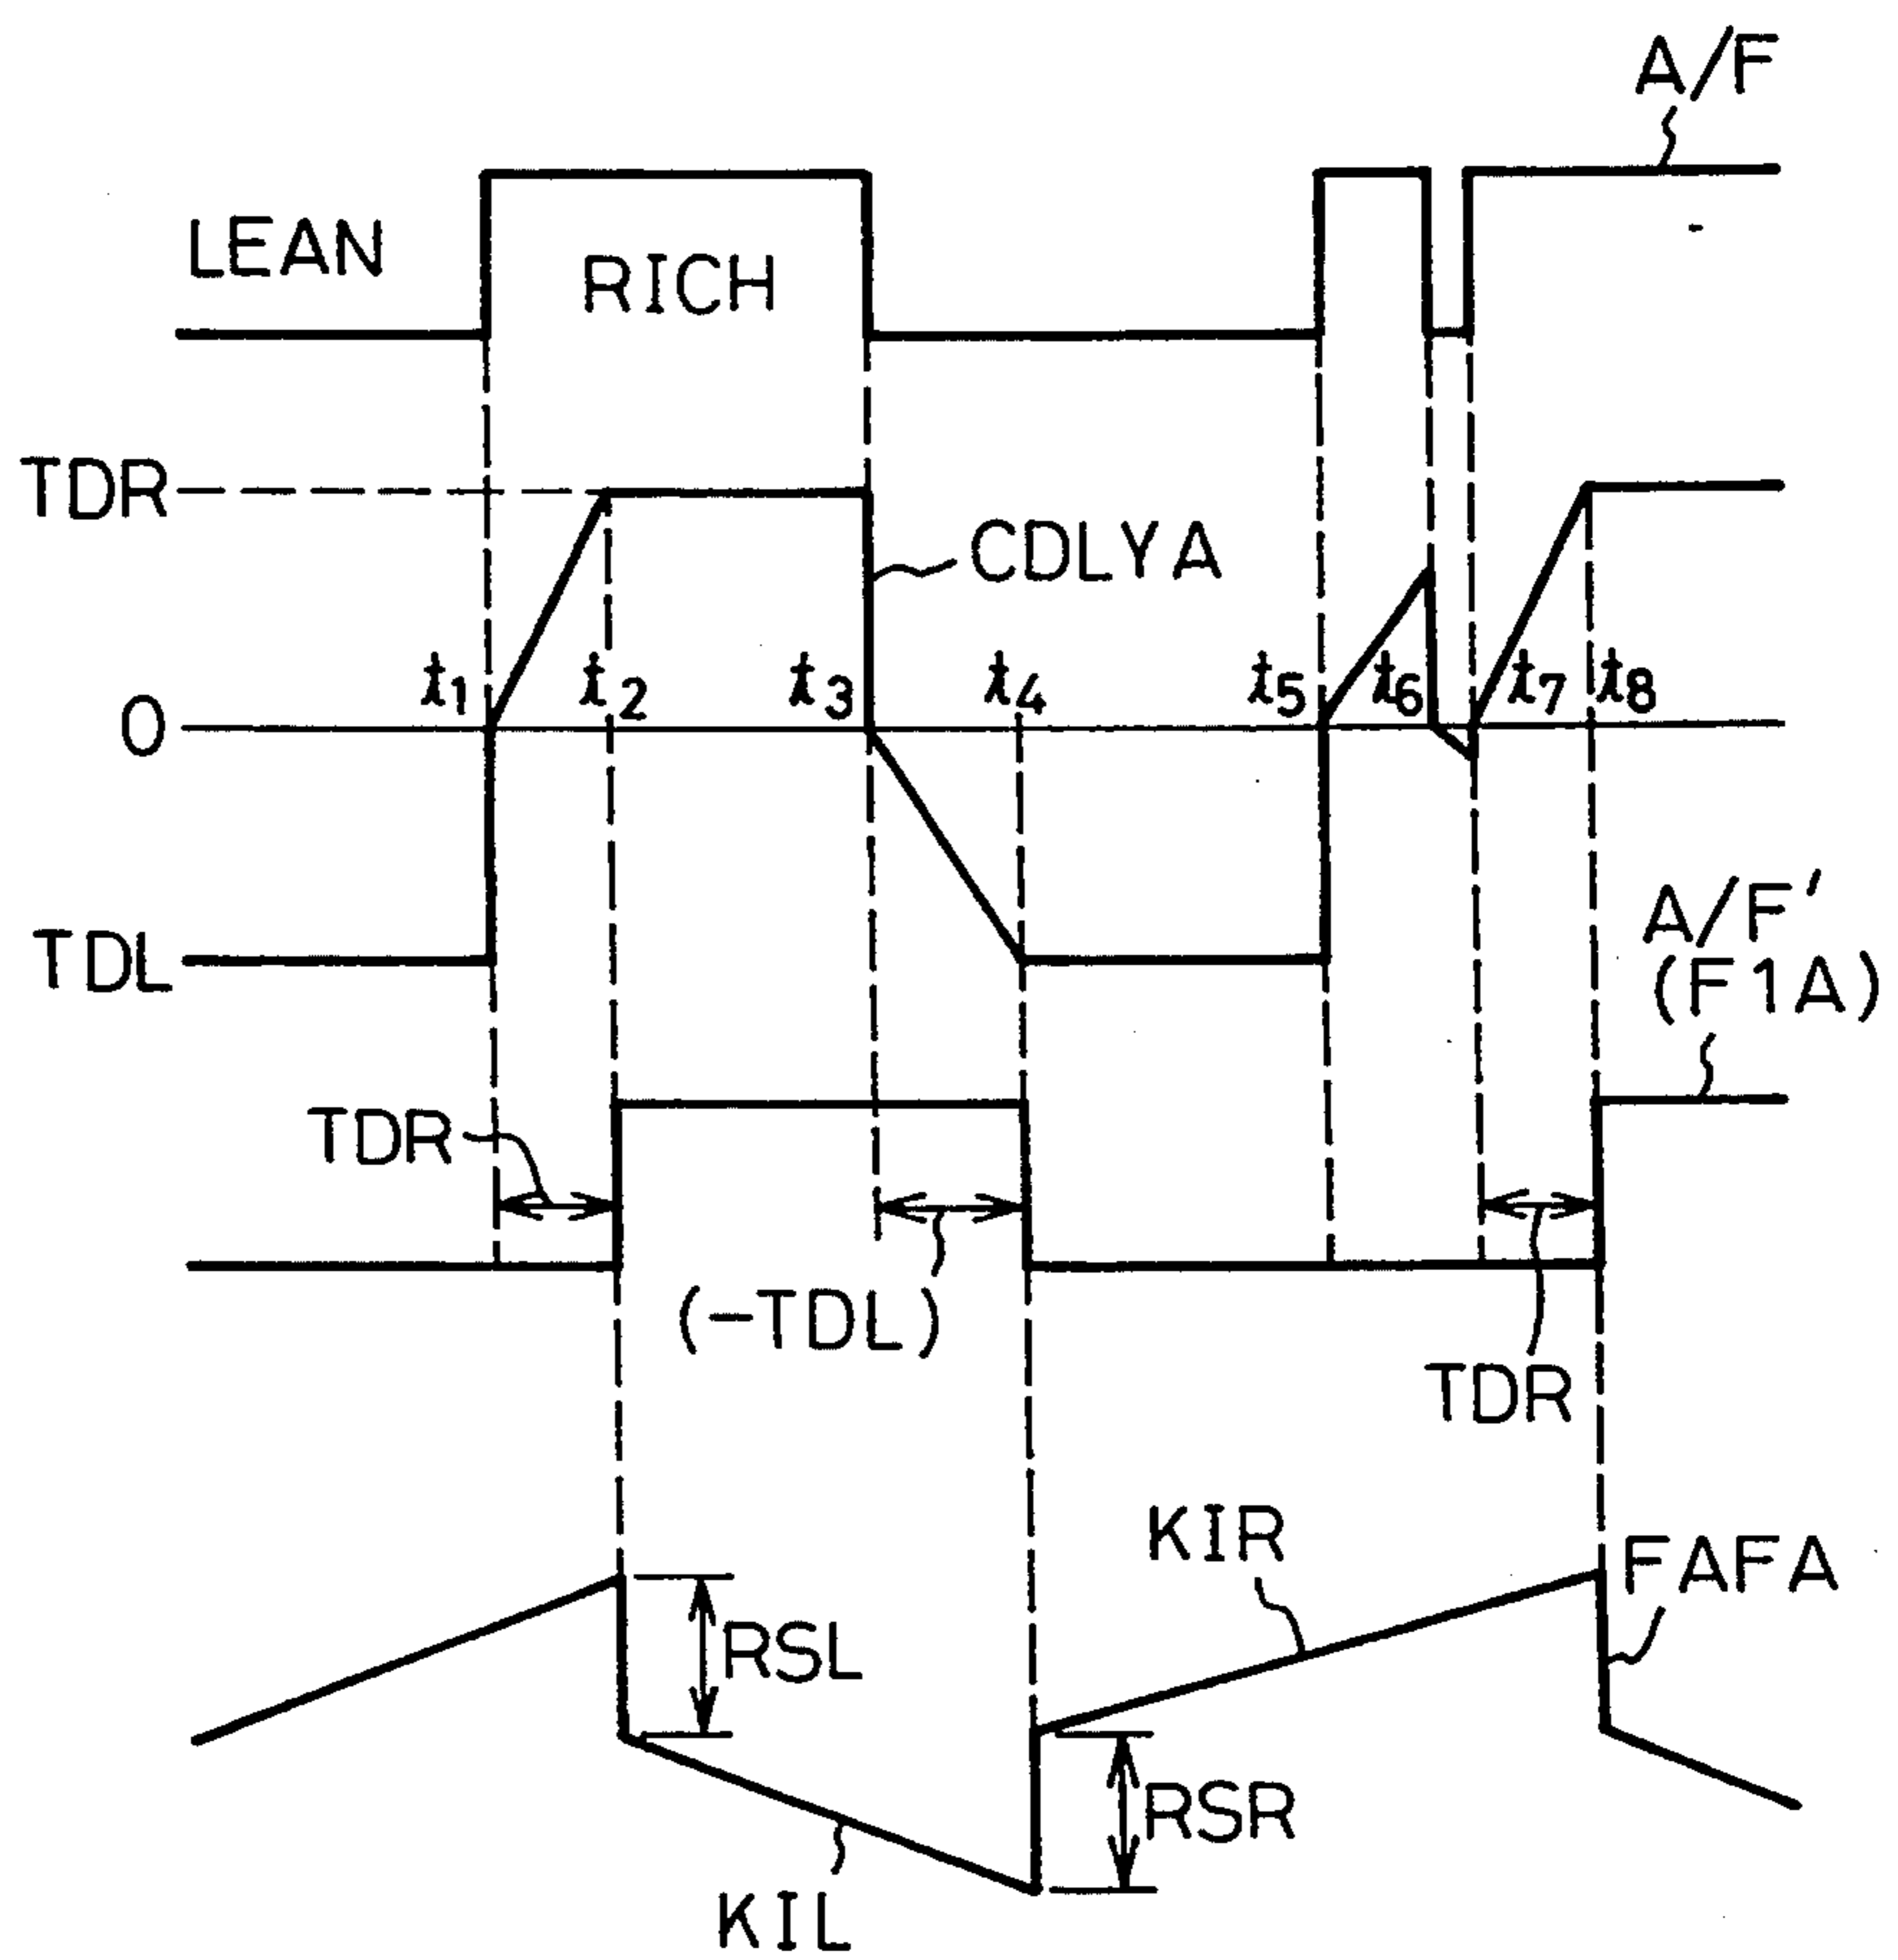 A/F
LEAN
RICH
TDR
CDLYA
t1 t2 t3 t4 t5 t6 t7 t8
0
TDL
A/F'
(F1A)
TDR
(-TDL)
TDR
KIR
FAFA
RSL
RSR
KIL